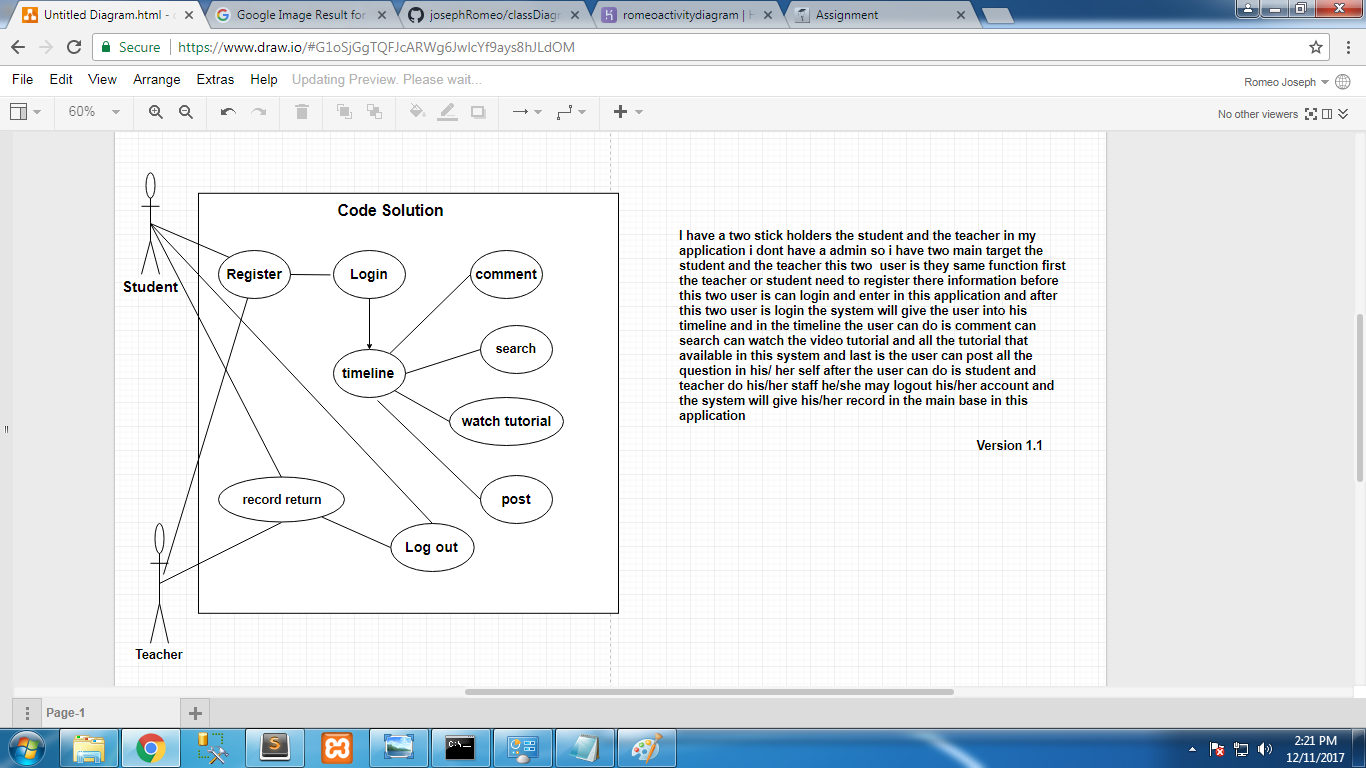 Untitled Diagram.html -
Google Image Result for
josephRomeo/classDiag
romeoactivitydiagram | H
Assignment
Secure
https://www.draw.io/#G1oSjGgTQFJcARWg6JwlcYf9ays8hJLdOM
File Edit View Arrange Extras Help Updating Preview. Please wait...
Romeo Joseph
60%
No other viewers
Code Solution
Register
Login
comment
Student
search
timeline
watch tutorial
record return
post
Log out
Teacher
I have a two stick holders the student and the teacher in my
application i dont have a admin so i have two main target the
student and the teacher this two user is they same function first
the teacher or student need to register there information before
this two user is can login and enter in this application and after
this two user is login the system will give the user into his
timeline and in the timeline the user can do is comment can
search can watch the video tutorial and all the tutorial that
available in this system and last is the user can post all the
question in his/ her self after the user can do is student and
teacher do his/her staff he/she may logout his/her account and
the system will give his/her record in the main base in this
application
Version 1.1
Page-1
2:21 PM
12/11/2017